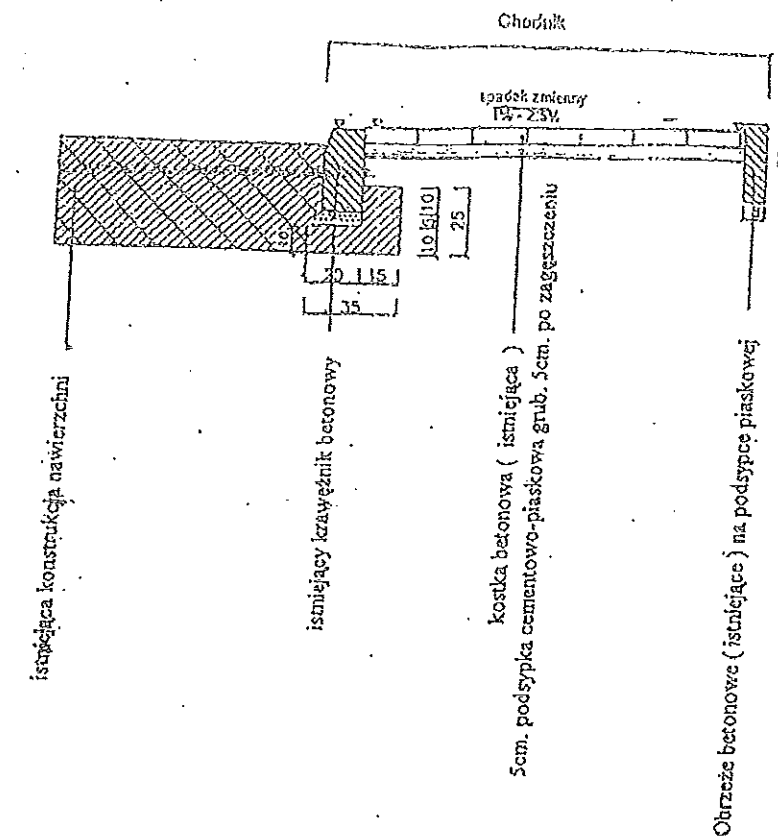 Chodnik
spadek zmienny
1% - 2.5%
10 5 10
25
20 15
35
istniejąca konstrukcja nawierzchni
istniejący krawężnik betonowy
kostka betonowa ( istniejąca )
5cm. podsypka cementowo-piaskowa grub. 5cm. po zagęszczeniu
Obrzeże betonowe ( istniejące ) na podsypce piaskowej